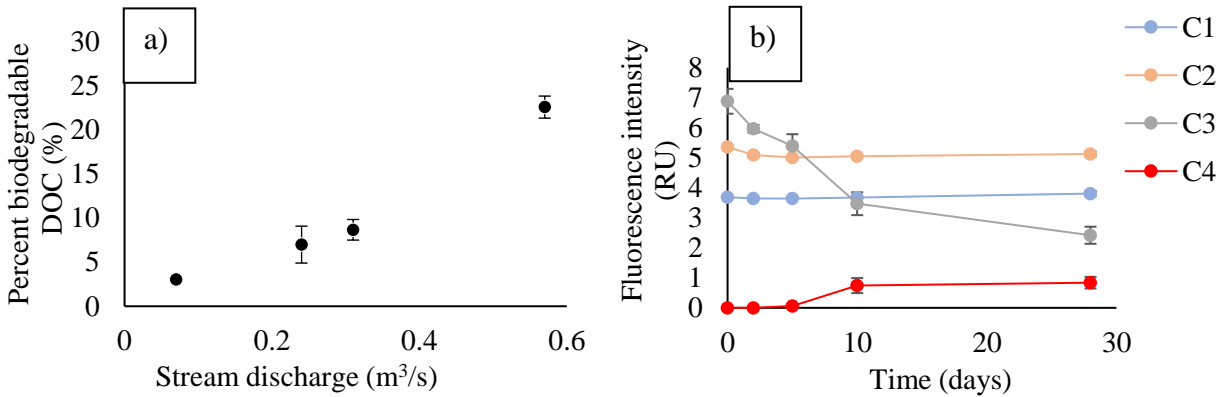 a)
Percent biodegradable
DOC (%)
30
25
20
15
10
5
0
0 0.2 0.4 0.6
Stream discharge (m³/s)
b)
Fluorescence intensity
(RU)
8
7
6
5
4
3
2
1
0
0 10 20 30
Time (days)
C1
C2
C3
C4